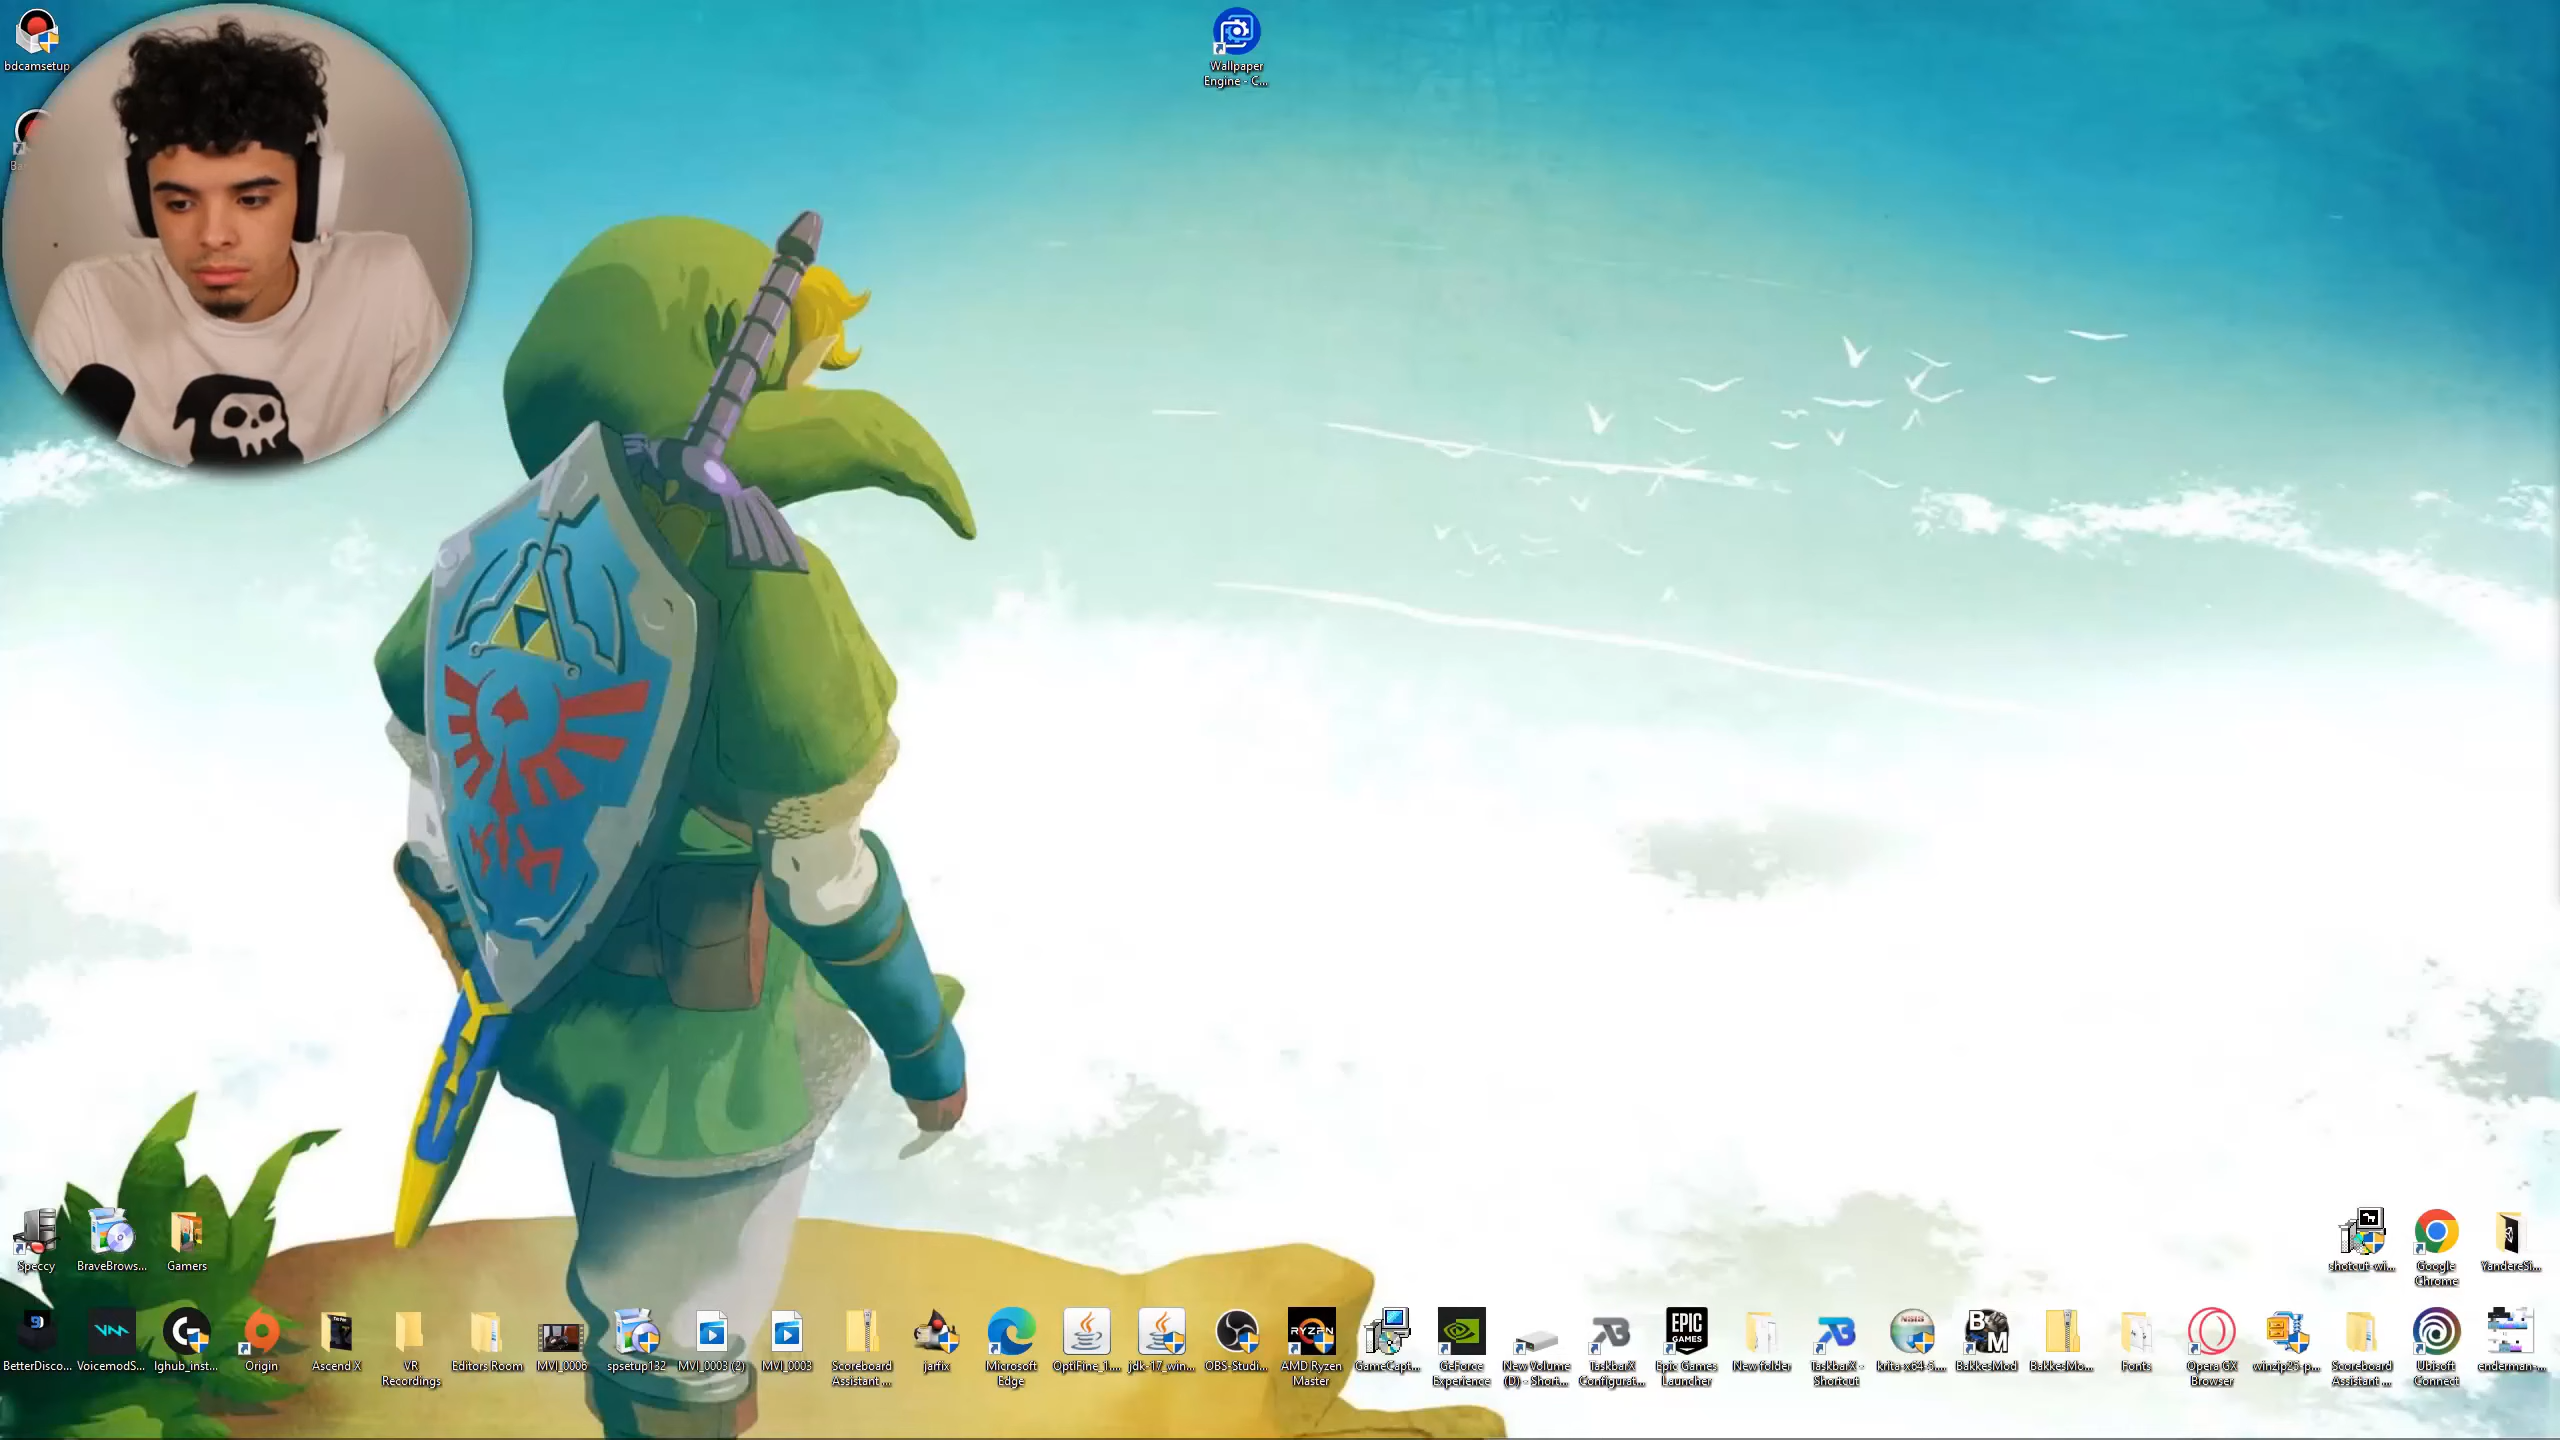 bdcamsetup
Wallpaper
Engine - C...
Speccy
BraveBrows...
Gamers
shotcut-wi...
Google
Chrome
YandereSi...
BetterDisco...
VoicemodS...
lghub_inst...
Origin
Ascend X
VR
Recordings
Editors Room
MVI_0006
spsetup132
MVI_0003 (2)
MVI_0003
Scoreboard
Assistant ...
jarfix
Microsoft
Edge
OptiFine_1....
jdk-17_win...
OBS-Studi...
RYZEN
AMD Ryzen
Master
GameCapt...
GeForce
Experience
New Volume
(D) - Short...
TaskbarX
Configurat...
EPIC
GAMES
Epic Games
Launcher
New folder
TaskbarX -
Shortcut
krita-x64-5....
BakkesMod
BakkesMo...
Fonts
Opera GX
Browser
winzip25-p...
Scoreboard
Assistant ...
Ubisoft
Connect
enderman-...